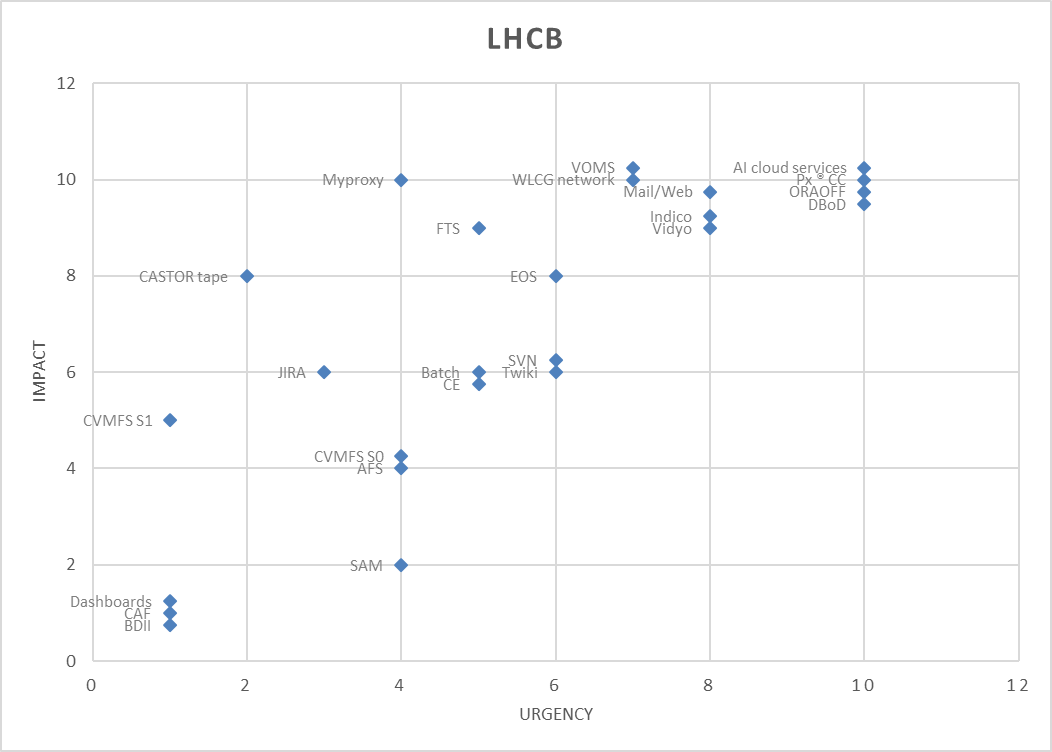 LHCB
12
VOMS
AI cloud services
10
Myproxy
WLCG network
Px ® CC
Mail/Web
ORAOFF
DBoD
Indico
FTS
Vidyo
8
CASTOR tape
EOS
SVN
6
JIRA
Batch
Twiki
CE
IMPACT
CVMFS S1
CVMFS S0
4
AFS
2
SAM
Dashboards
CAF
BDII
0
0 2 4 6 8 10 12
URGENCY